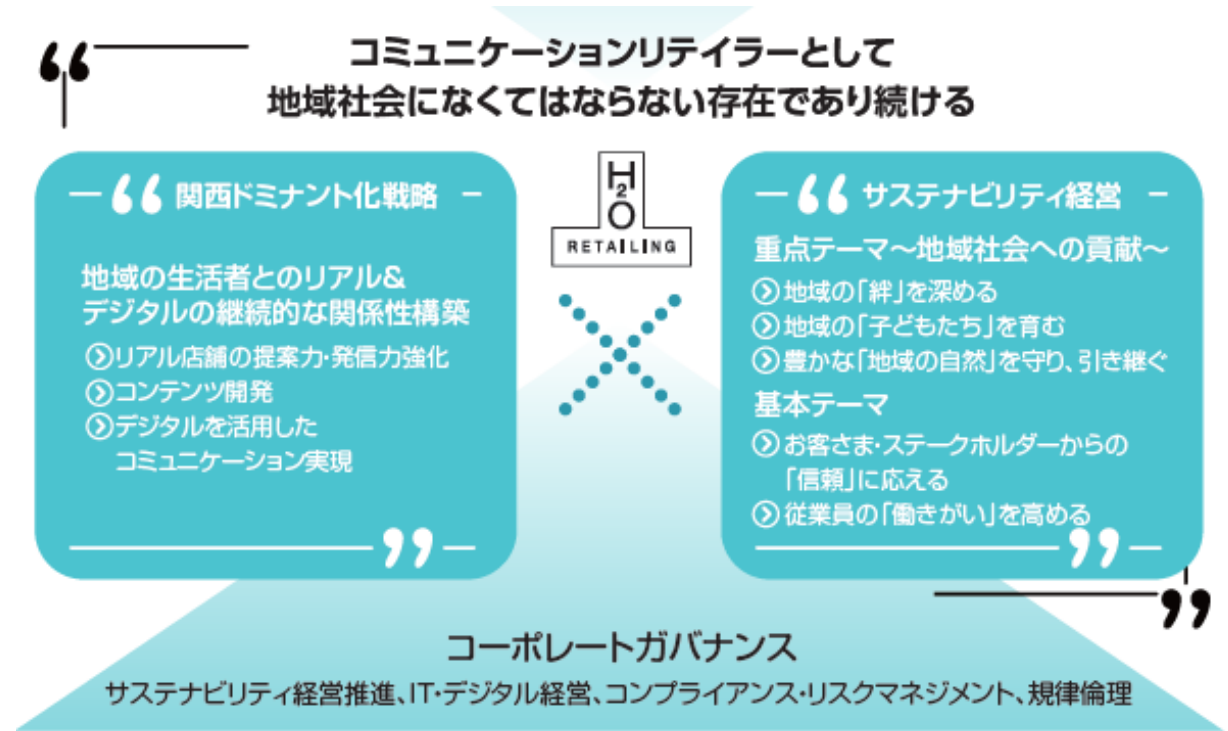 コミュニケーションリテイラーとして
地域社会になくてはならない存在であり続ける
関西ドミナント化戦略
地域の生活者とのリアル&
デジタルの継続的な関係性構築
リアル店舗の提案力・発信力強化
コンテンツ開発
デジタルを活用した
コミュニケーション実現
H2O
RETAILING
サステナビリティ経営
重点テーマ～地域社会への貢献～
地域の「絆」を深める
地域の「子どもたち」を育む
豊かな「地域の自然」を守り、引き継ぐ
基本テーマ
お客さま・ステークホルダーからの
「信頼」に応える
従業員の「働きがい」を高める
コーポレートガバナンス
サステナビリティ経営推進、IT・デジタル経営、コンプライアンス・リスクマネジメント、規律倫理